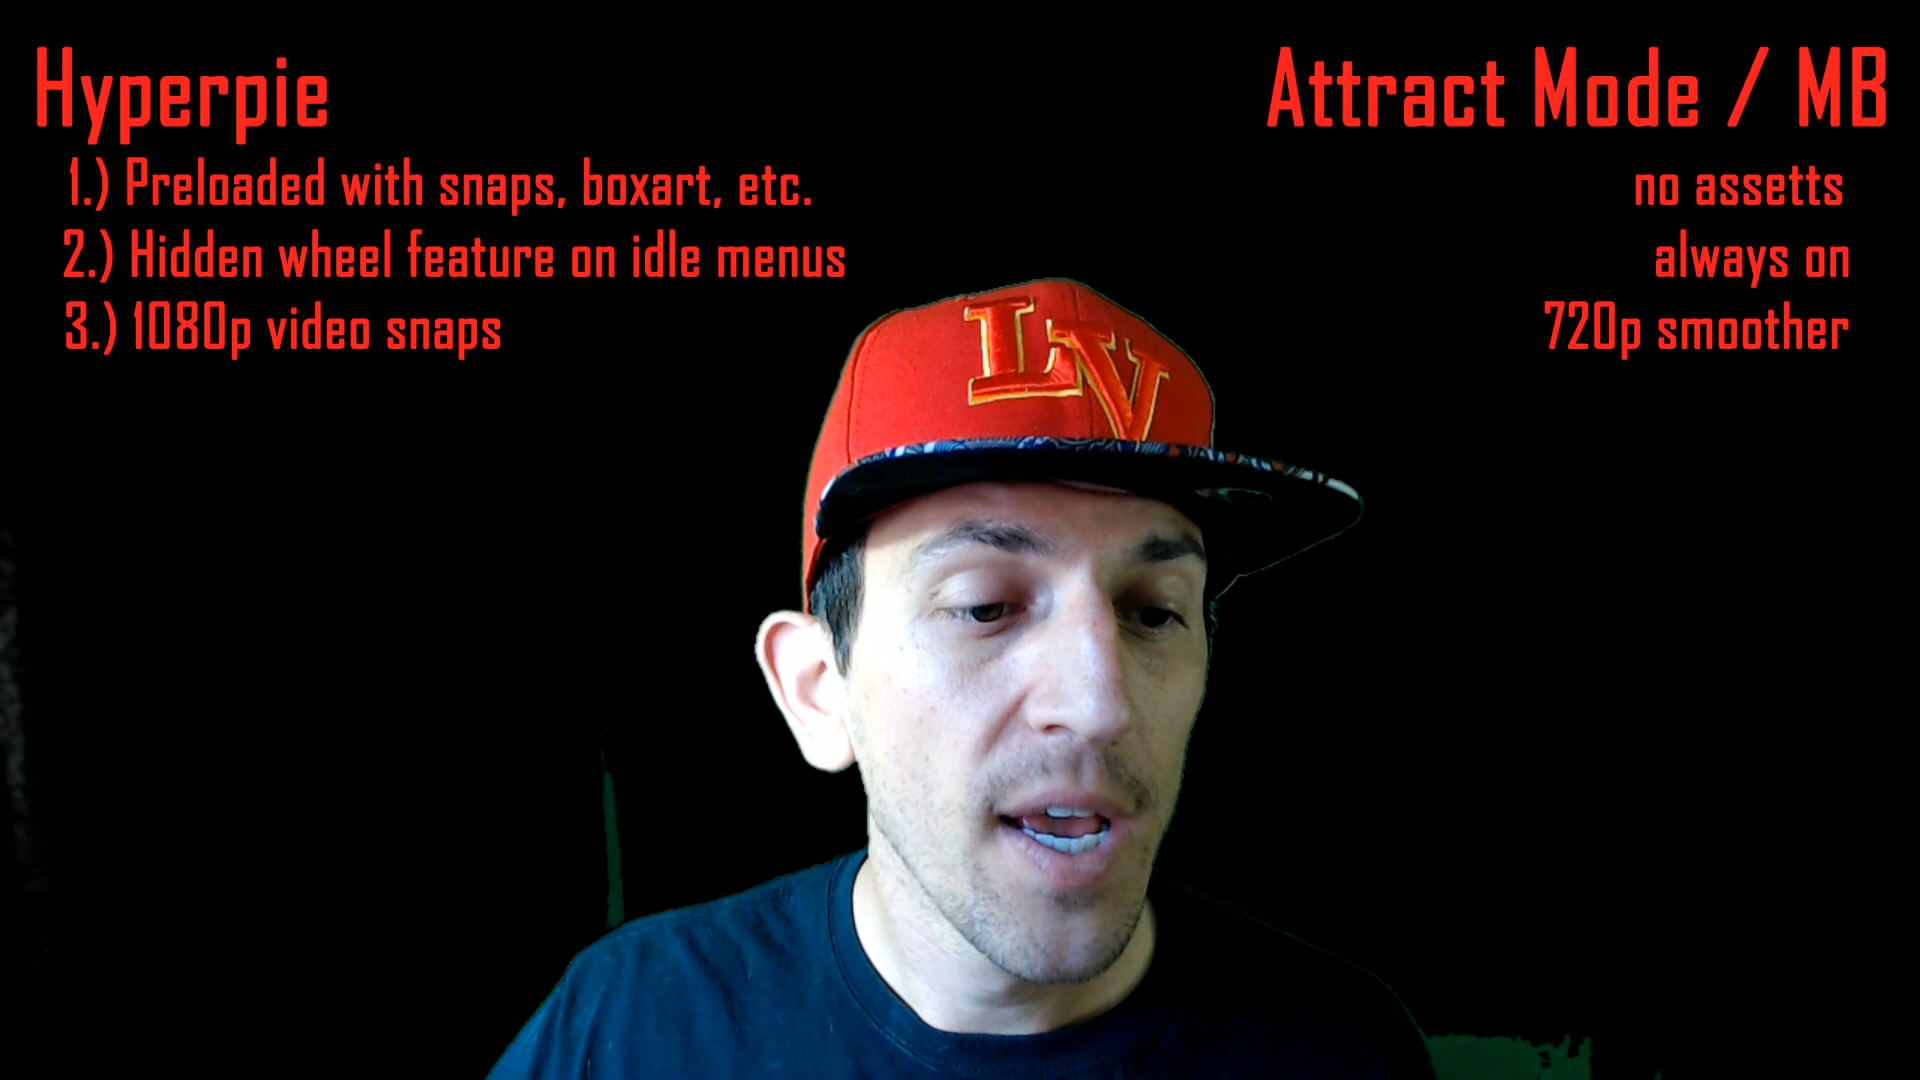 Hyperpie
1.) Preloaded with snaps, boxart, etc.
2.) Hidden wheel feature on idle menus
3.) 1080p video snaps
Attract Mode / MB
no assetts
always on
720p smoother
LV